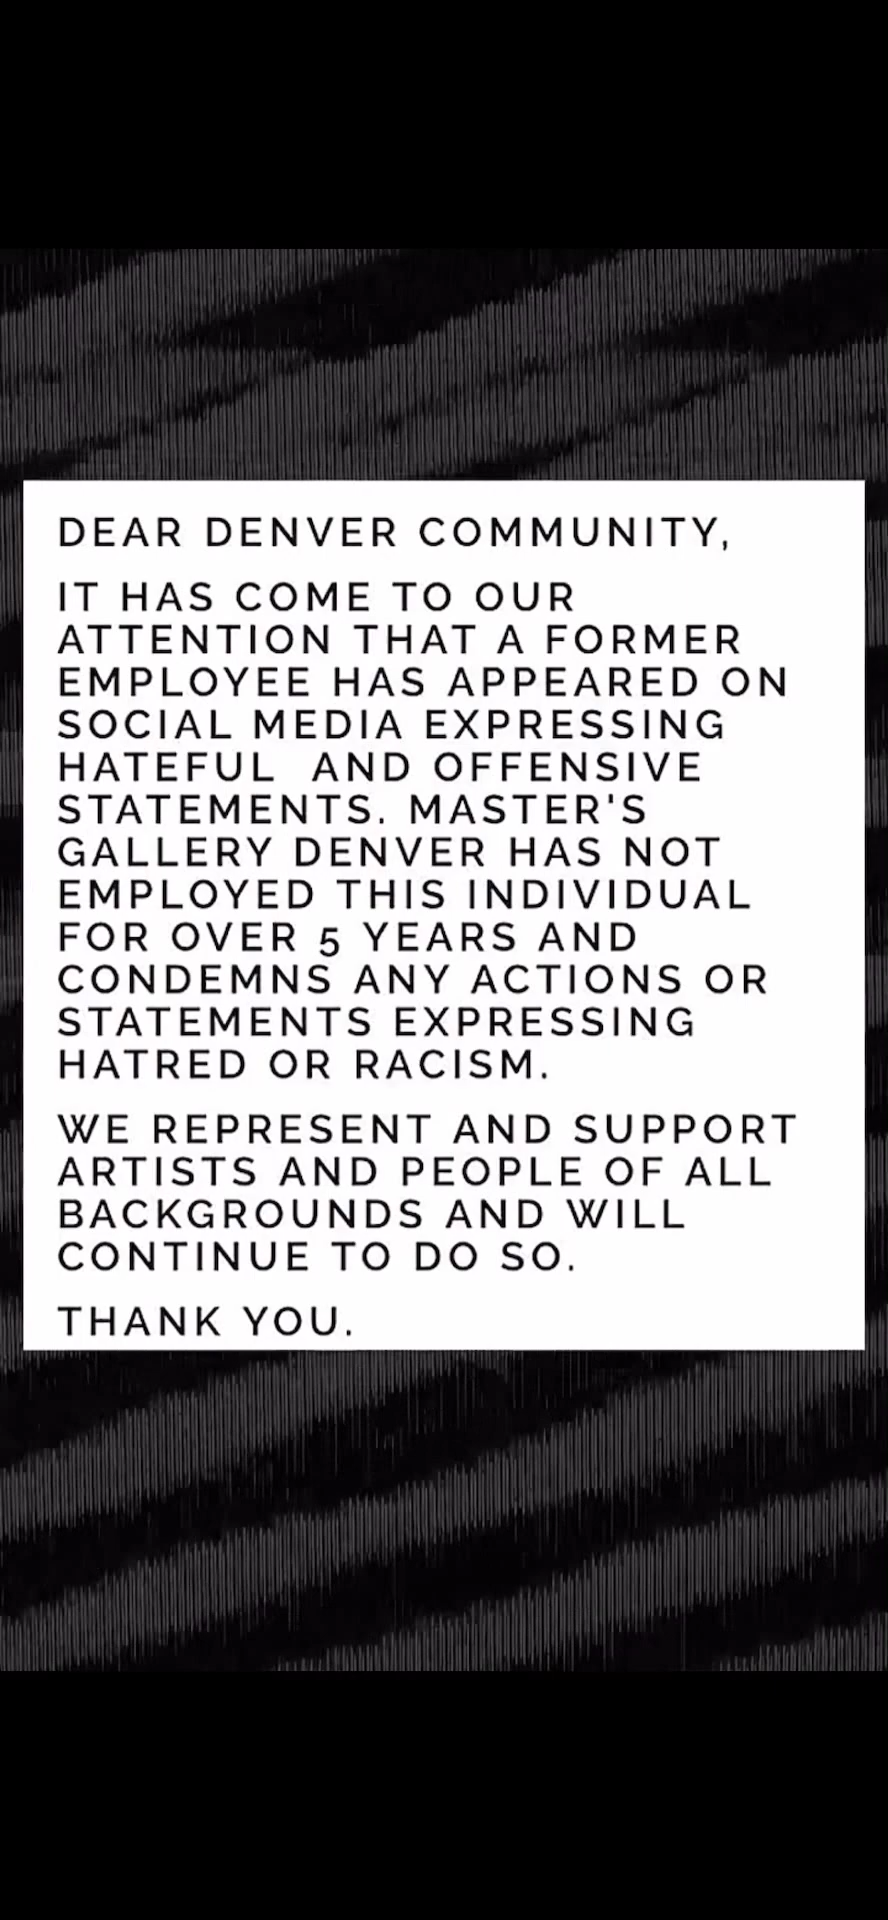 DEAR DENVER COMMUNITY,
IT HAS COME TO OUR
ATTENTION THAT A FORMER
EMPLOYEE HAS APPEARED ON
SOCIAL MEDIA EXPRESSING
HATEFUL  AND OFFENSIVE
STATEMENTS. MASTER'S
GALLERY DENVER HAS NOT
EMPLOYED THIS INDIVIDUAL
FOR OVER 5 YEARS AND
CONDEMNS ANY ACTIONS OR
STATEMENTS EXPRESSING
HATRED OR RACISM.
WE REPRESENT AND SUPPORT
ARTISTS AND PEOPLE OF ALL
BACKGROUNDS AND WILL
CONTINUE TO DO SO.
THANK YOU.